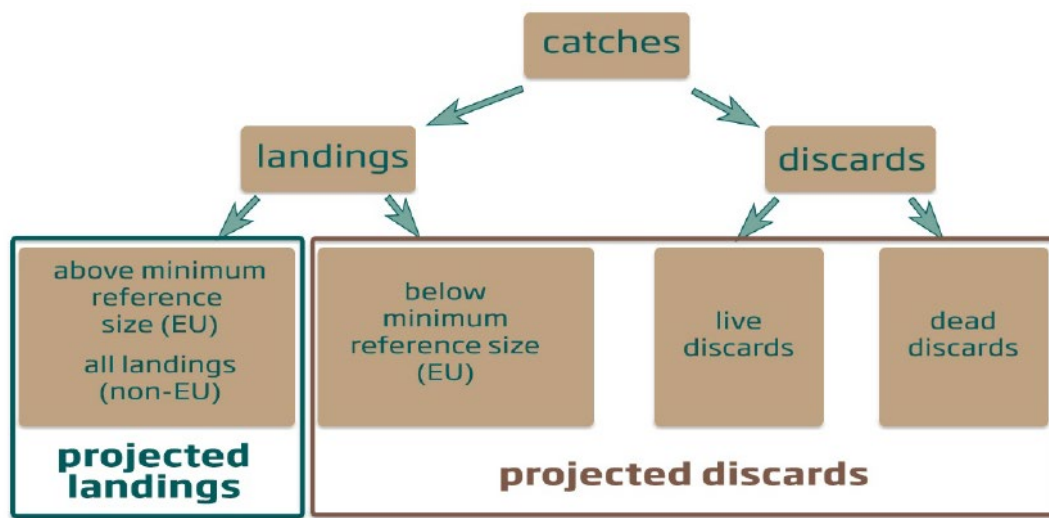 catches
landings
discards
above minimum
reference
size (EU)
all landings
(non-EU)
below
minimum
reference size
(EU)
live
discards
dead
discards
projected
landings
projected discards